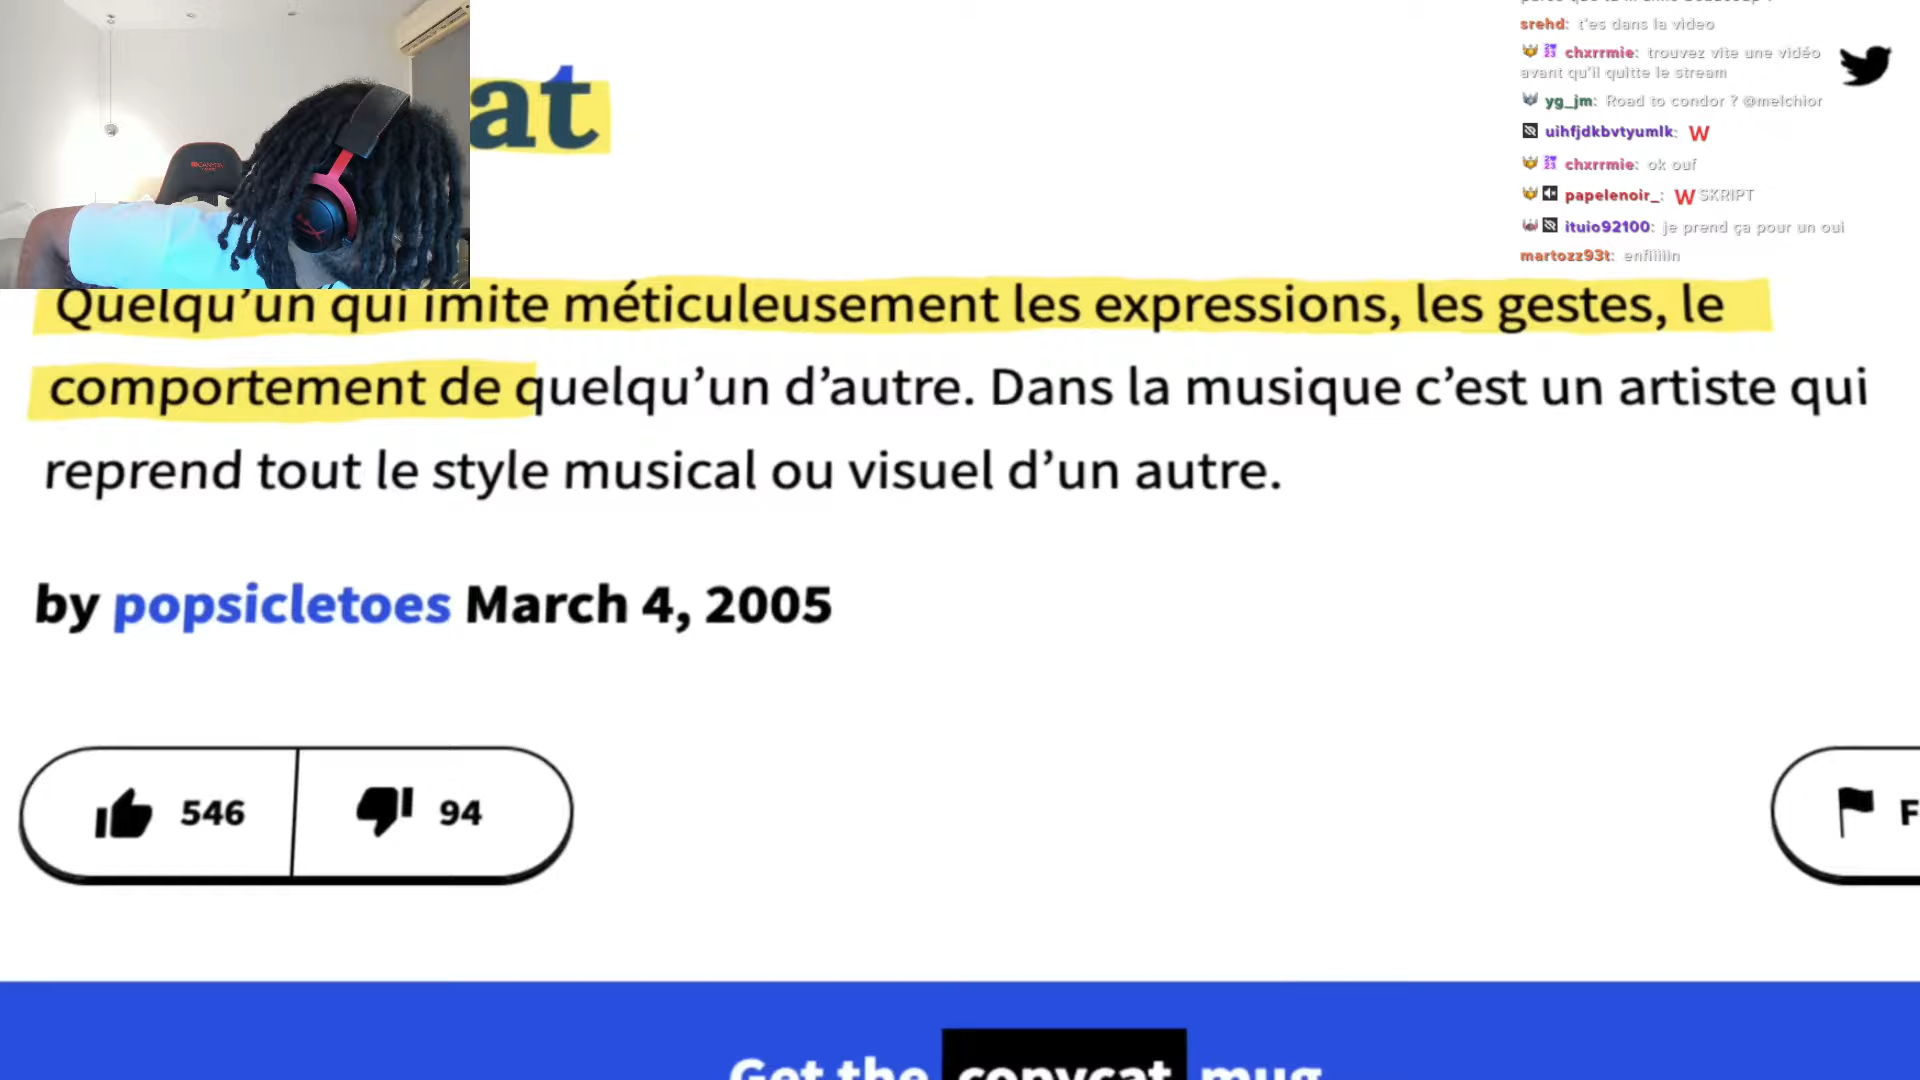 srehd: t'es dans la video
chxrrmie: trouvez vite une vidéo
avant qu'il quitte le stream
yg_jm: Road to condor ? @melchior
uihfjdkbvtyumlk: W
chxrrmie: ok ouf
papelenoir_: W SKRIPT
ituio92100: je prend ça pour un oui
martozz93t: enfiiiiin
at
Quelqu'un qui imite méticuleusement les expressions, les gestes, le
comportement de quelqu'un d'autre. Dans la musique c'est un artiste qui
reprend tout le style musical ou visuel d'un autre.
by popsicletoes March 4, 2005
546 94
F
Get the copycat mug